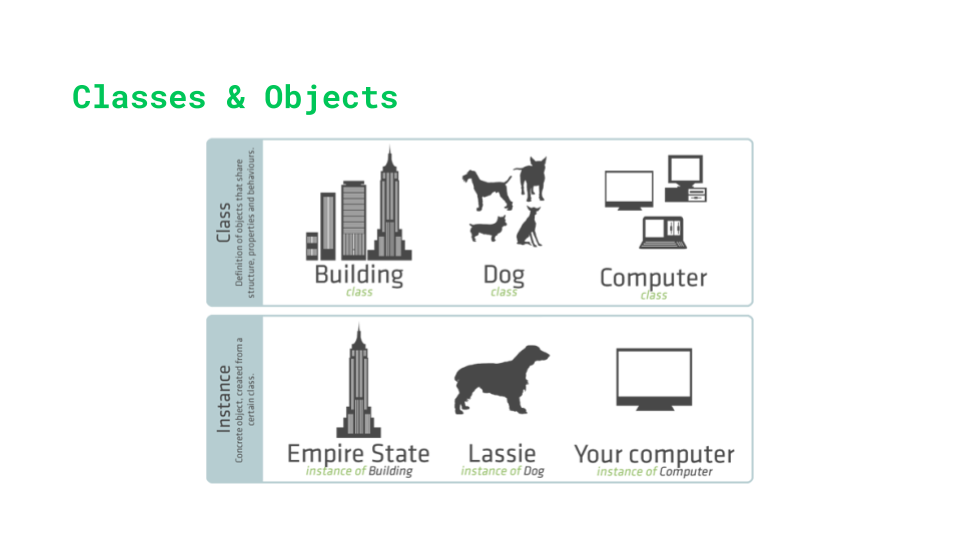 Classes & Objects
Class
Definition of objects that share
structure, properties and behaviours.
Building
class
Dog
class
Computer
class
Instance
Concrete object, created from a
certain class.
Empire State
instance of Building
Lassie
instance of Dog
Your computer
instance of Computer